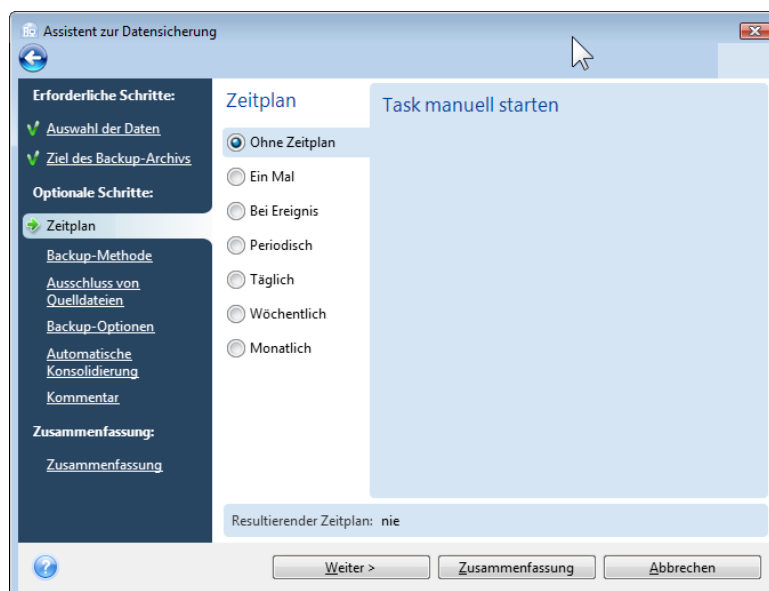 Assistent zur Datensicherung
Erforderliche Schritte:
Auswahl der Daten
Ziel des Backup-Archivs
Optionale Schritte:
Zeitplan
Backup-Methode
Ausschluss von
Quelldateien
Backup-Optionen
Automatische
Konsolidierung
Kommentar
Zusammenfassung:
Zusammenfassung
Zeitplan
Ohne Zeitplan
Ein Mal
Bei Ereignis
Periodisch
Täglich
Wöchentlich
Monatlich
Task manuell starten
Resultierender Zeitplan: nie
?
Weiter >
Zusammenfassung
Abbrechen